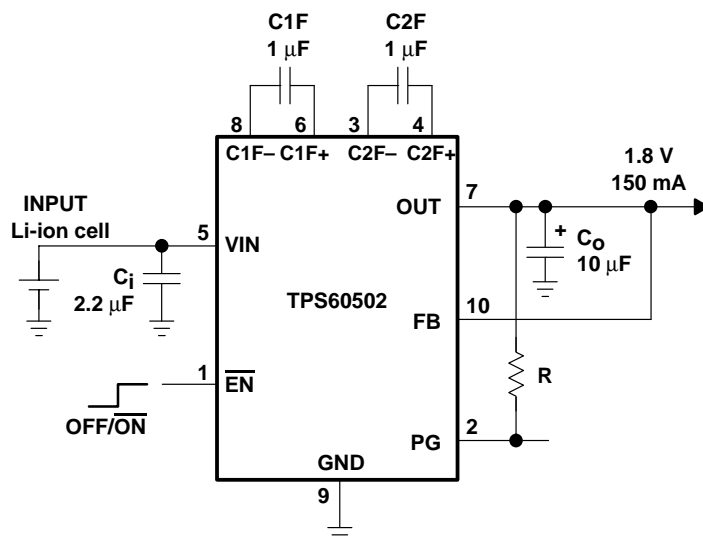 C1F
1 µF
C2F
1 µF
8
6
3
4
C1F–
C1F+
C2F–
C2F+
1.8 V
150 mA
7
OUT
INPUT
Li-ion cell
5
VIN
Ci
2.2 µF
+
Co
10 µF
TPS60502
10
FB
1
EN
R
OFF/ON
2
PG
GND
9